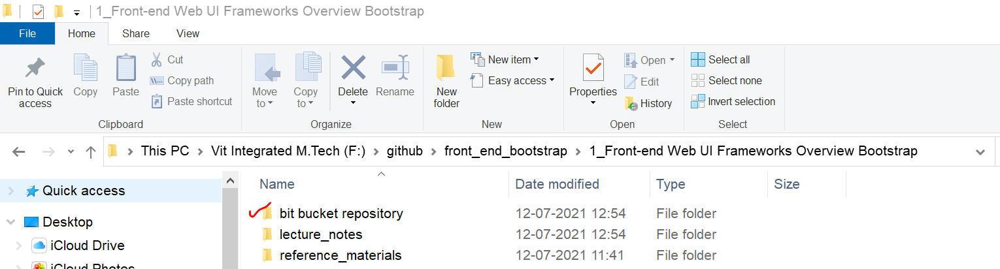 1_Front-end Web UI Frameworks Overview Bootstrap
File Home Share View
Pin to Quick access
Copy
Paste
Cut
Copy path
Paste shortcut
Clipboard
Move to
Copy to
Delete
Rename
Organize
New folder
New item
Easy access
New
Properties
Open
Edit
History
Open
Select all
Select none
Invert selection
Select
This PC > Vit Integrated M.Tech (F:) > github > front_end_bootstrap > 1_Front-end Web UI Frameworks Overview Bootstrap
Quick access
Desktop
iCloud Drive
iCloud Photos
Name Date modified Type Size
bit bucket repository 12-07-2021 12:54 File folder
lecture_notes 12-07-2021 12:54 File folder
reference_materials 12-07-2021 11:41 File folder